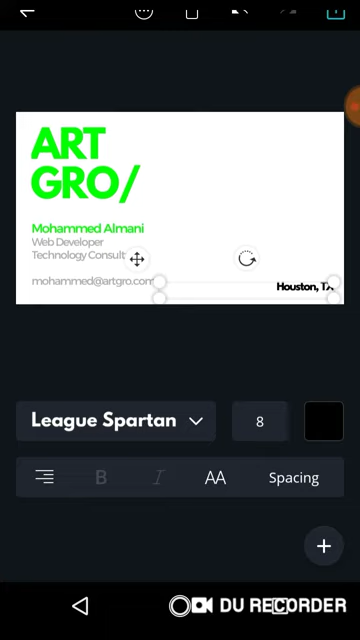 ART
GRO/
Mohammed Almani
Web Developer
Technology Consult
mohammed@artgro.com
Houston, TX
League Spartan
8
B
I
AA
Spacing
+
DU RECORDER